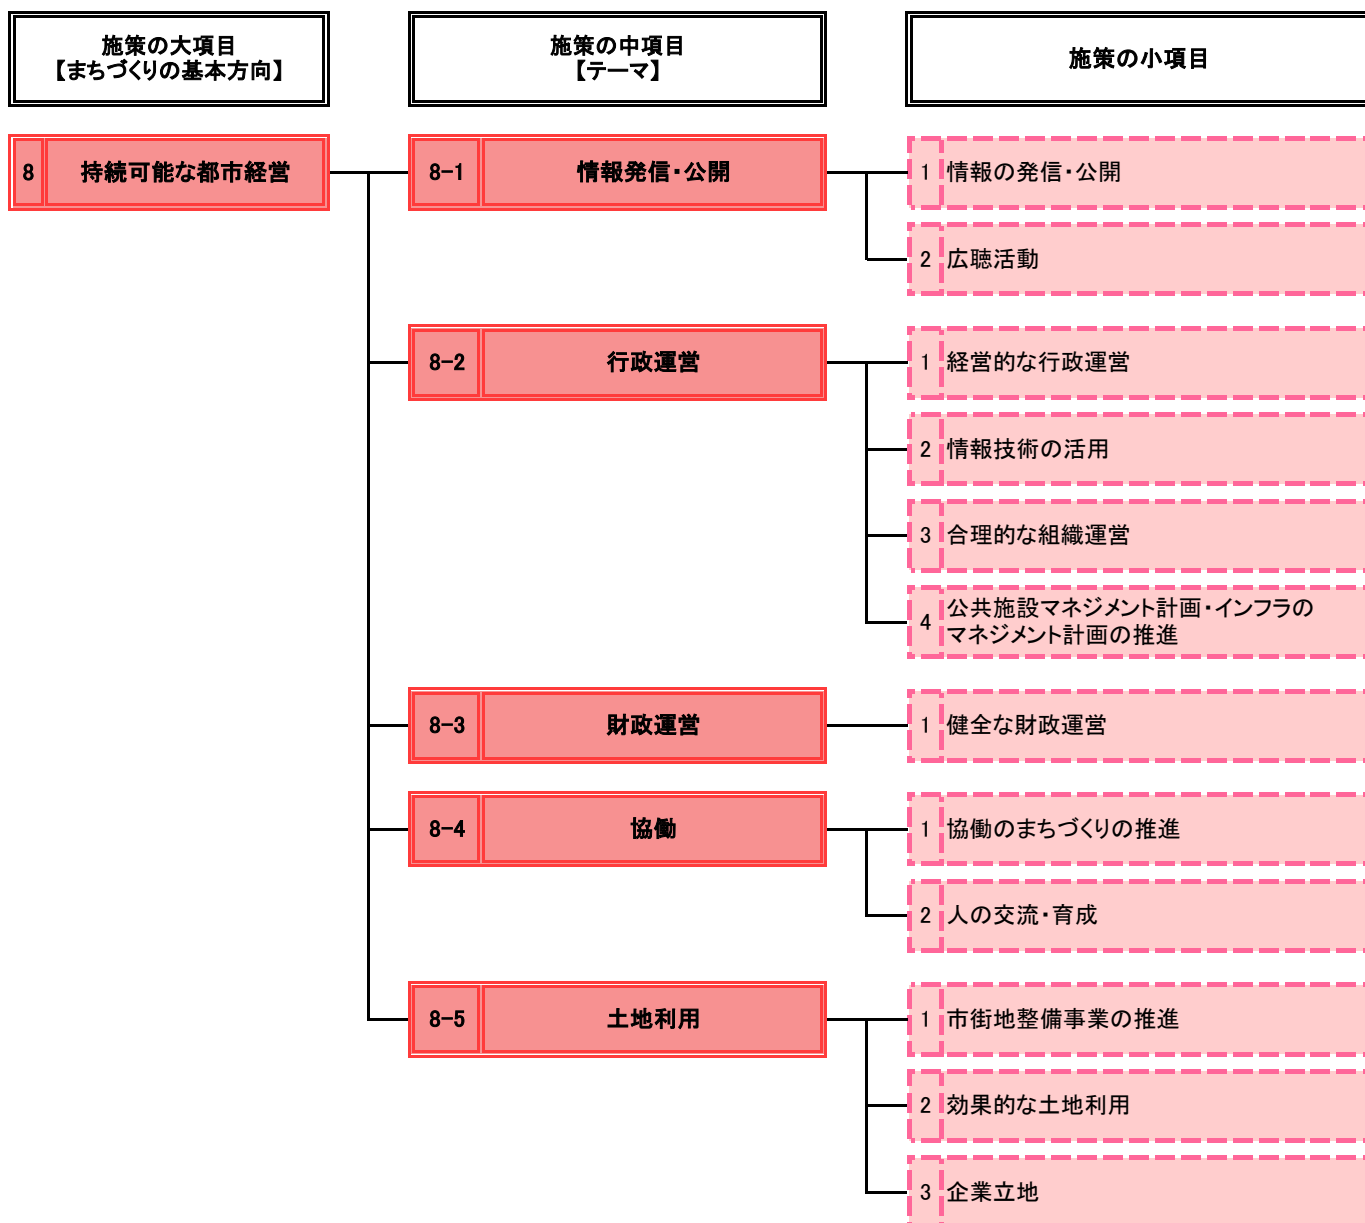 施策の大項目
【まちづくりの基本方向】
施策の中項目
【テーマ】
施策の小項目
8 持続可能な都市経営
8-1 情報発信・公開
1 情報の発信・公開
2 広聴活動
8-2 行政運営
1 経営的な行政運営
2 情報技術の活用
3 合理的な組織運営
4 公共施設マネジメント計画・インフラの
マネジメント計画の推進
8-3 財政運営
1 健全な財政運営
8-4 協働
1 協働のまちづくりの推進
2 人の交流・育成
8-5 土地利用
1 市街地整備事業の推進
2 効果的な土地利用
3 企業立地